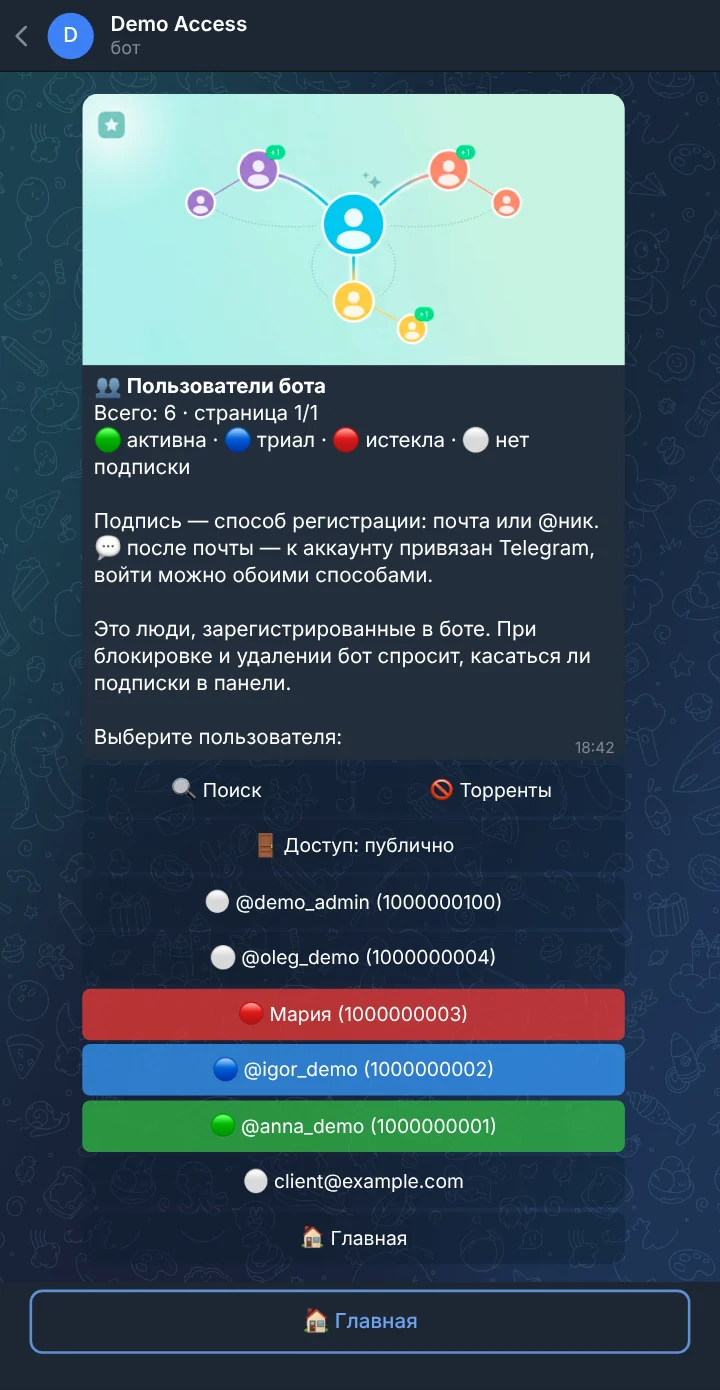 D
Demo Access
бот
+1
+1
+1
👥 Пользователи бота
Всего: 6 · страница 1/1
🟢 активна · 🔵 триал · 🔴 истекла · ⚪ нет
подписки
Подпись — способ регистрации: почта или @ник.
💬 после почты — к аккаунту привязан Telegram,
войти можно обоими способами.
Это люди, зарегистрированные в боте. При
блокировке и удалении бот спросит, касаться ли
подписки в панели.
Выберите пользователя:
18:42
🔍 Поиск
🚫 Торренты
🚪 Доступ: публично
⚪ @demo_admin (1000000100)
⚪ @oleg_demo (1000000004)
🔴 Мария (1000000003)
🔵 @igor_demo (1000000002)
🟢 @anna_demo (1000000001)
⚪ client@example.com
🏠 Главная
🏠 Главная